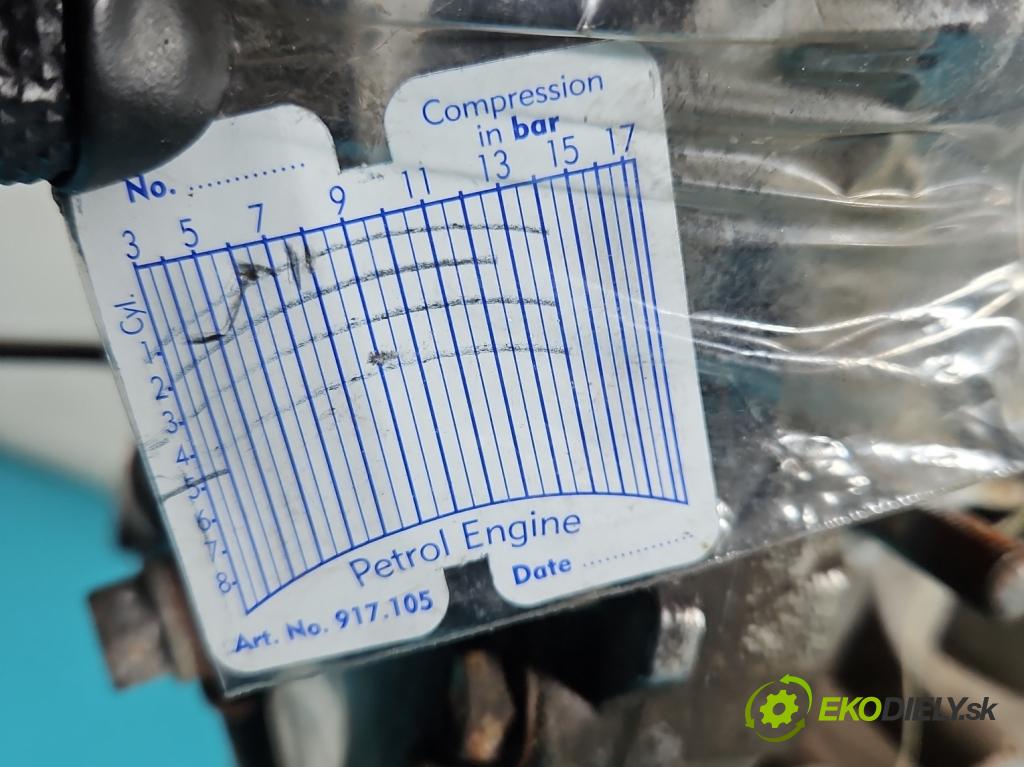 Compression
in bar
No. ..............
3 5 7 9 11 13 15 17
Cyl.
1.
2.
3.
4.
5.
6.
7.
8.
Petrol Engine
Date ..............
Art. No. 917.105
EKODIELY.sk